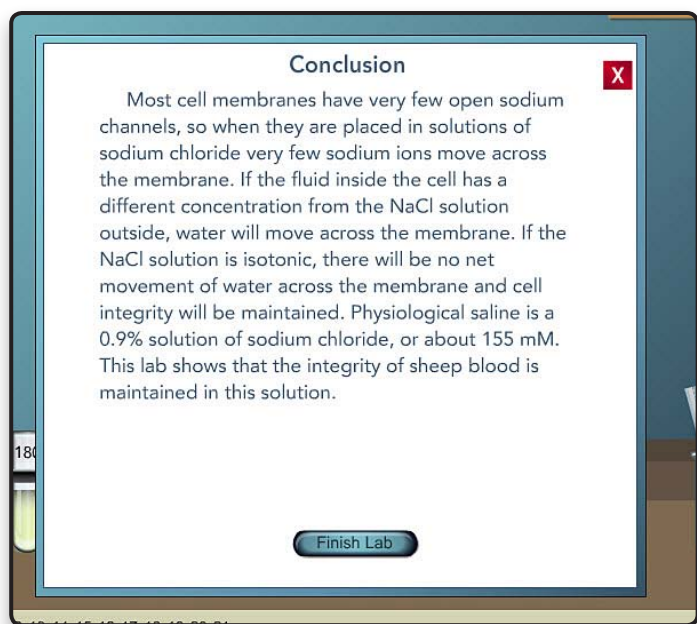 Conclusion
X
Most cell membranes have very few open sodium
channels, so when they are placed in solutions of
sodium chloride very few sodium ions move across
the membrane. If the fluid inside the cell has a
different concentration from the NaCl solution
outside, water will move across the membrane. If the
NaCl solution is isotonic, there will be no net
movement of water across the membrane and cell
integrity will be maintained. Physiological saline is a
0.9% solution of sodium chloride, or about 155 mM.
This lab shows that the integrity of sheep blood is
maintained in this solution.
180
Finish Lab